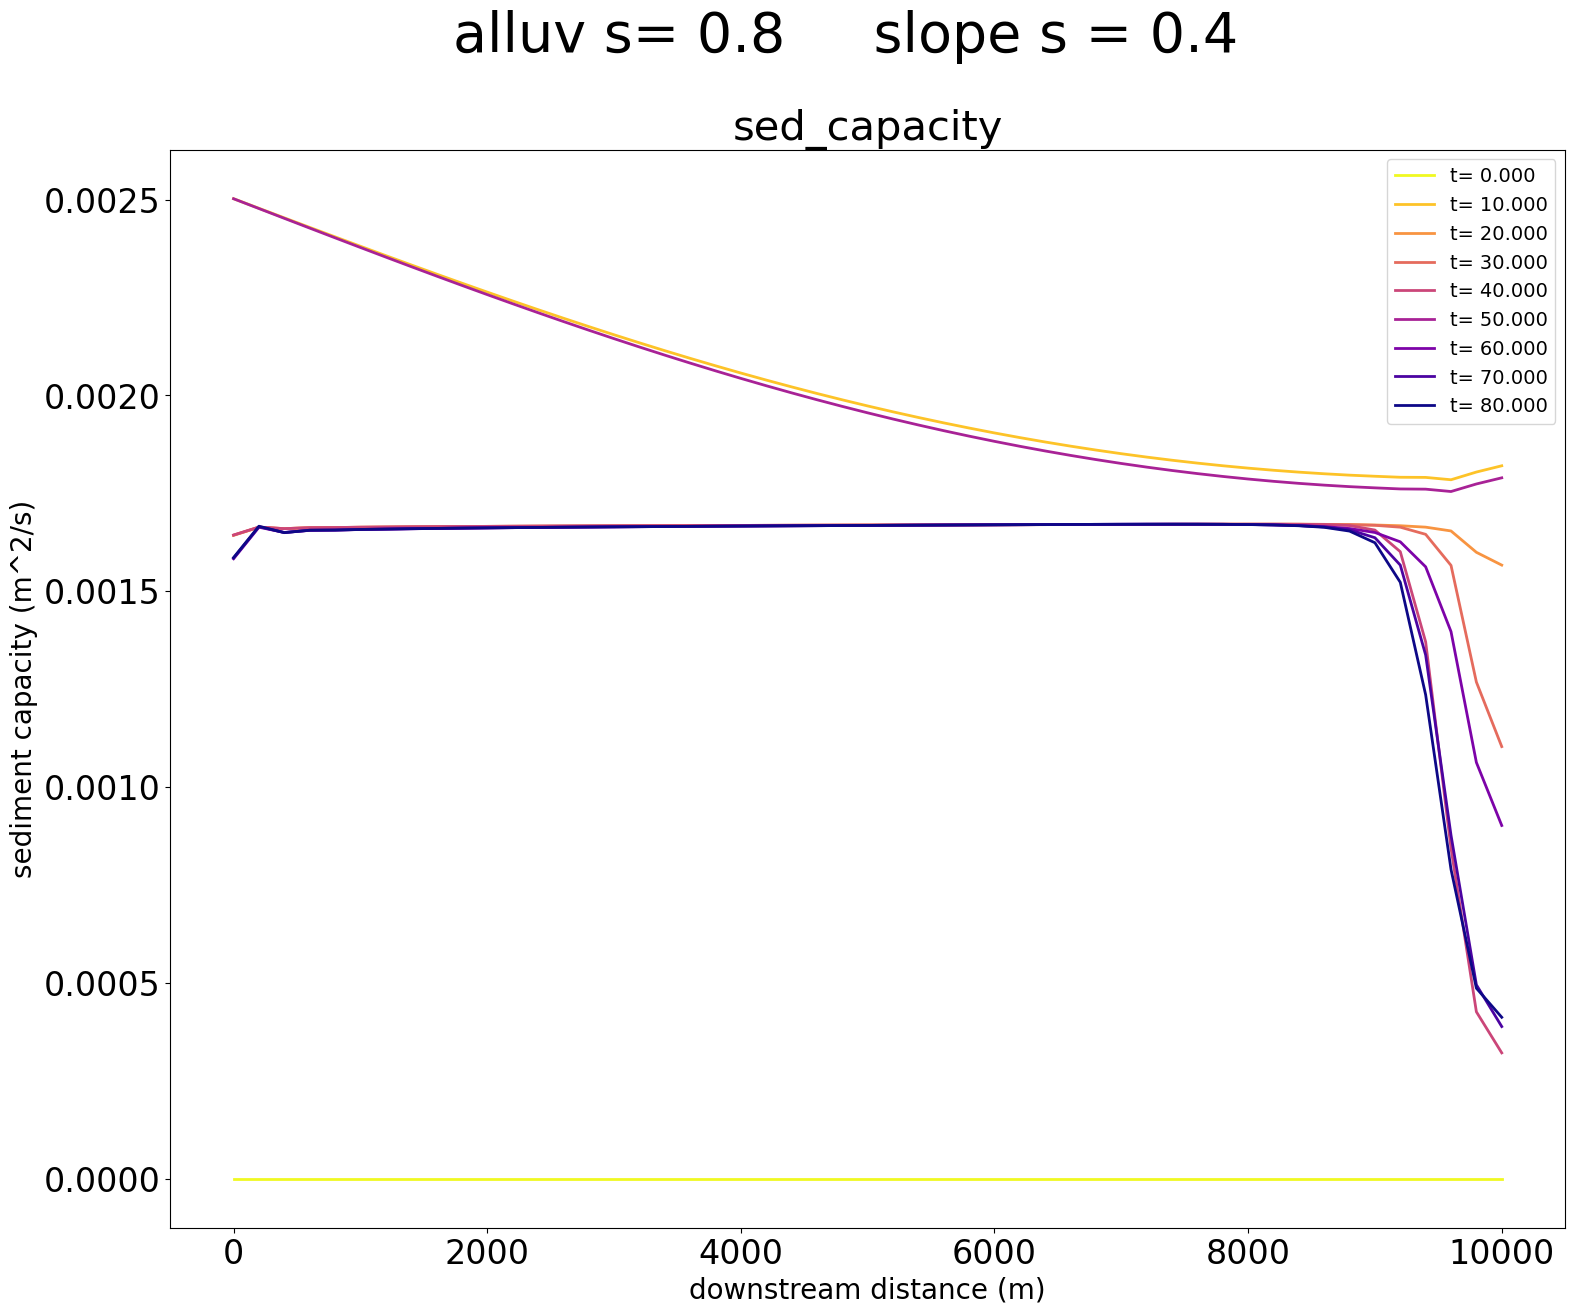 alluv s= 0.8     slope s = 0.4
sed_capacity
sediment capacity (m^2/s)
0.0025
0.0020
0.0015
0.0010
0.0005
0.0000
t= 0.000
t= 10.000
t= 20.000
t= 30.000
t= 40.000
t= 50.000
t= 60.000
t= 70.000
t= 80.000
0 2000 4000 6000 8000 10000
downstream distance (m)